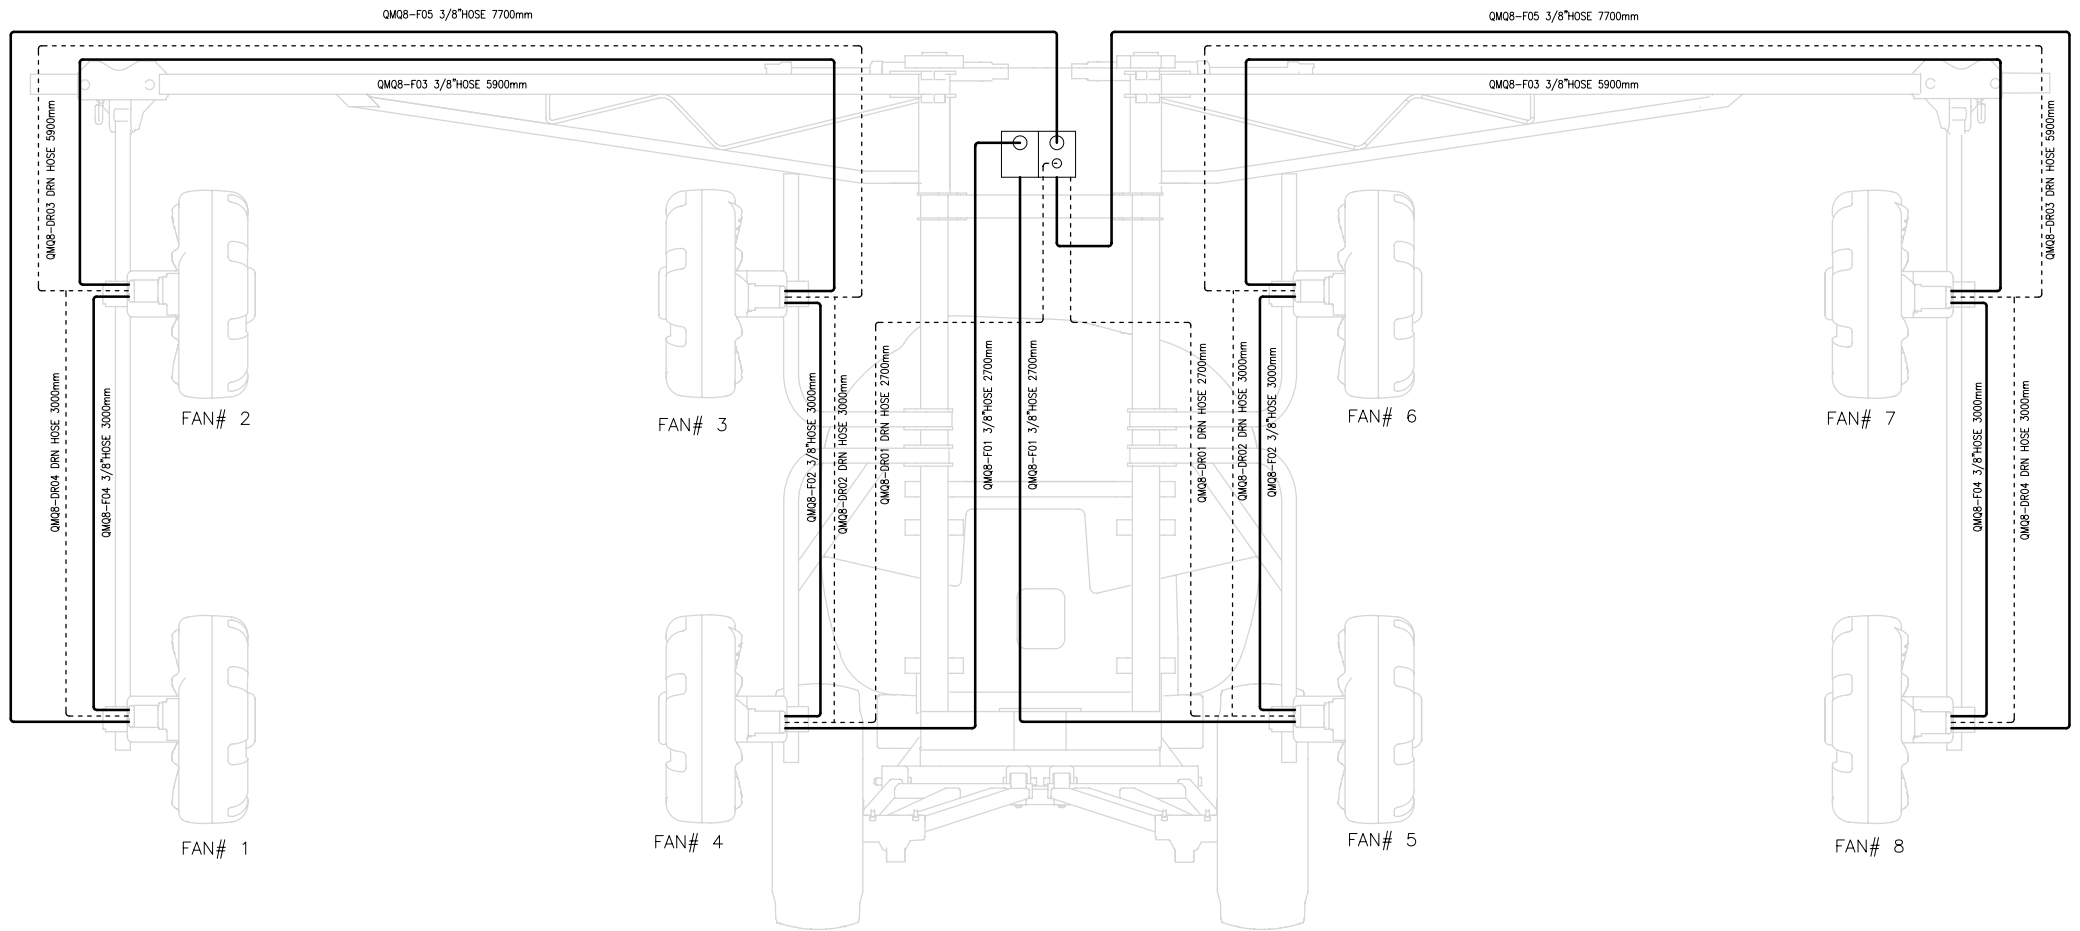 QMQ8-F05 3/8"HOSE 7700mm
QMQ8-F05 3/8"HOSE 7700mm
QMQ8-F03 3/8"HOSE 5900mm
QMQ8-F03 3/8"HOSE 5900mm
QMQ8-DR03 DRN HOSE 5900mm
QMQ8-DR03 DRN HOSE 5900mm
QMQ8-DR04 DRN HOSE 3000mm
QMQ8-F04 3/8"HOSE 3000mm
QMQ8-F02 3/8"HOSE 3000mm
QMQ8-DR02 DRN HOSE 3000mm
QMQ8-DR01 DRN HOSE 2700mm
QMQ8-F01 3/8"HOSE 2700mm
QMQ8-F01 3/8"HOSE 2700mm
QMQ8-DR01 DRN HOSE 2700mm
QMQ8-DR02 DRN HOSE 3000mm
QMQ8-F02 3/8"HOSE 3000mm
QMQ8-F04 3/8"HOSE 3000mm
QMQ8-DR04 DRN HOSE 3000mm
FAN# 2
FAN# 3
FAN# 6
FAN# 7
FAN# 1
FAN# 4
FAN# 5
FAN# 8